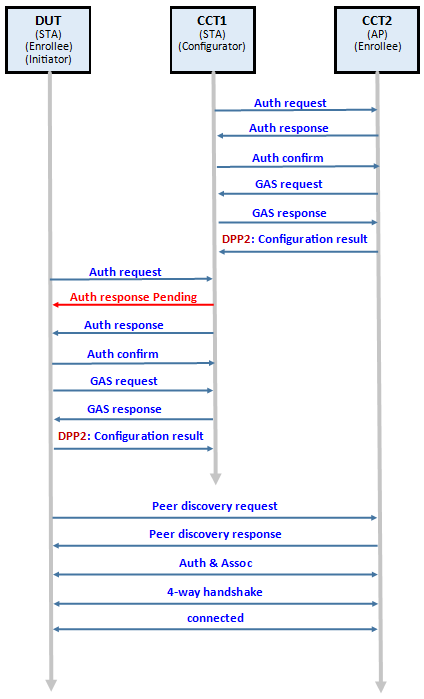 DUT
(STA)
(Enrollee)
(Initiator)
CCT1
(STA)
(Configurator)
CCT2
(AP)
(Enrollee)
Auth request
Auth response
Auth confirm
GAS request
GAS response
DPP2: Configuration result
Auth request
Auth response Pending
Auth response
Auth confirm
GAS request
GAS response
DPP2: Configuration result
Peer discovery request
Peer discovery response
Auth & Assoc
4-way handshake
connected